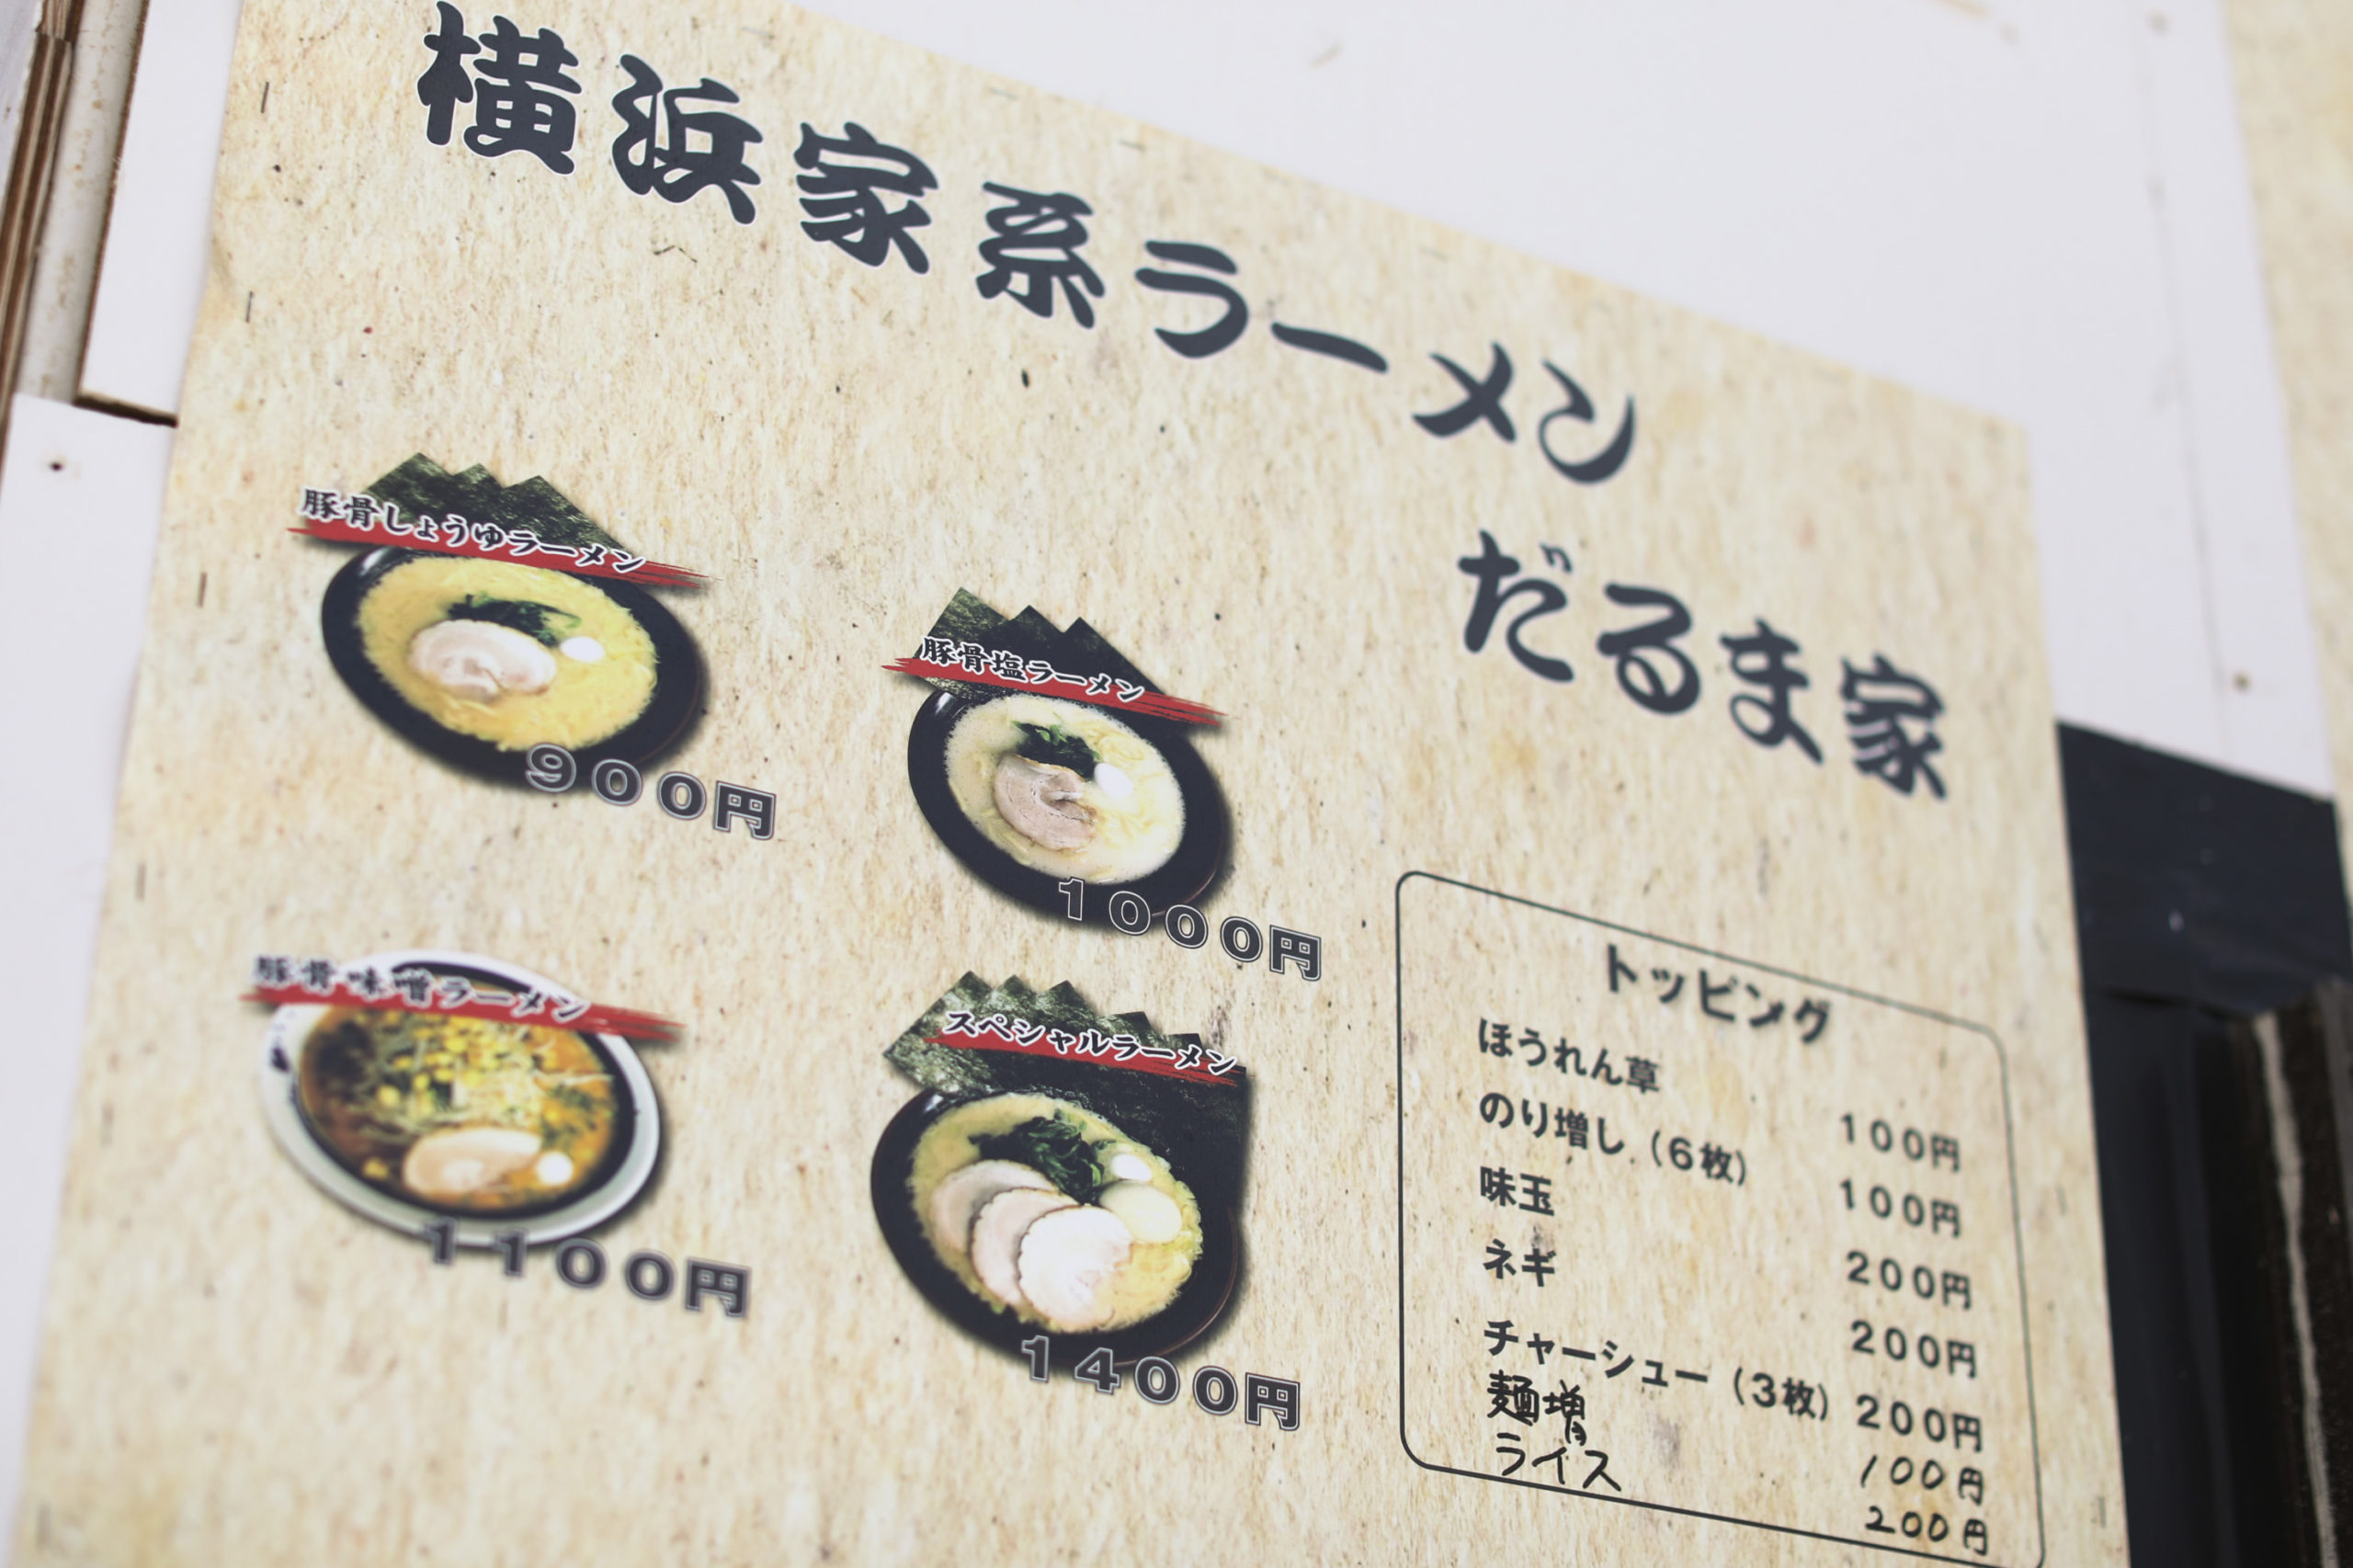 横浜家系ラーメン
だるま家
豚骨しょうゆラーメン
900円
豚骨塩ラーメン
1000円
豚骨味噌ラーメン
1100円
スペシャルラーメン
1400円
トッピング
ほうれん草 100円
のり増し(6枚) 100円
味玉 200円
ネギ 200円
チャーシュー(3枚) 200円
麺増 100円
ライス 200円